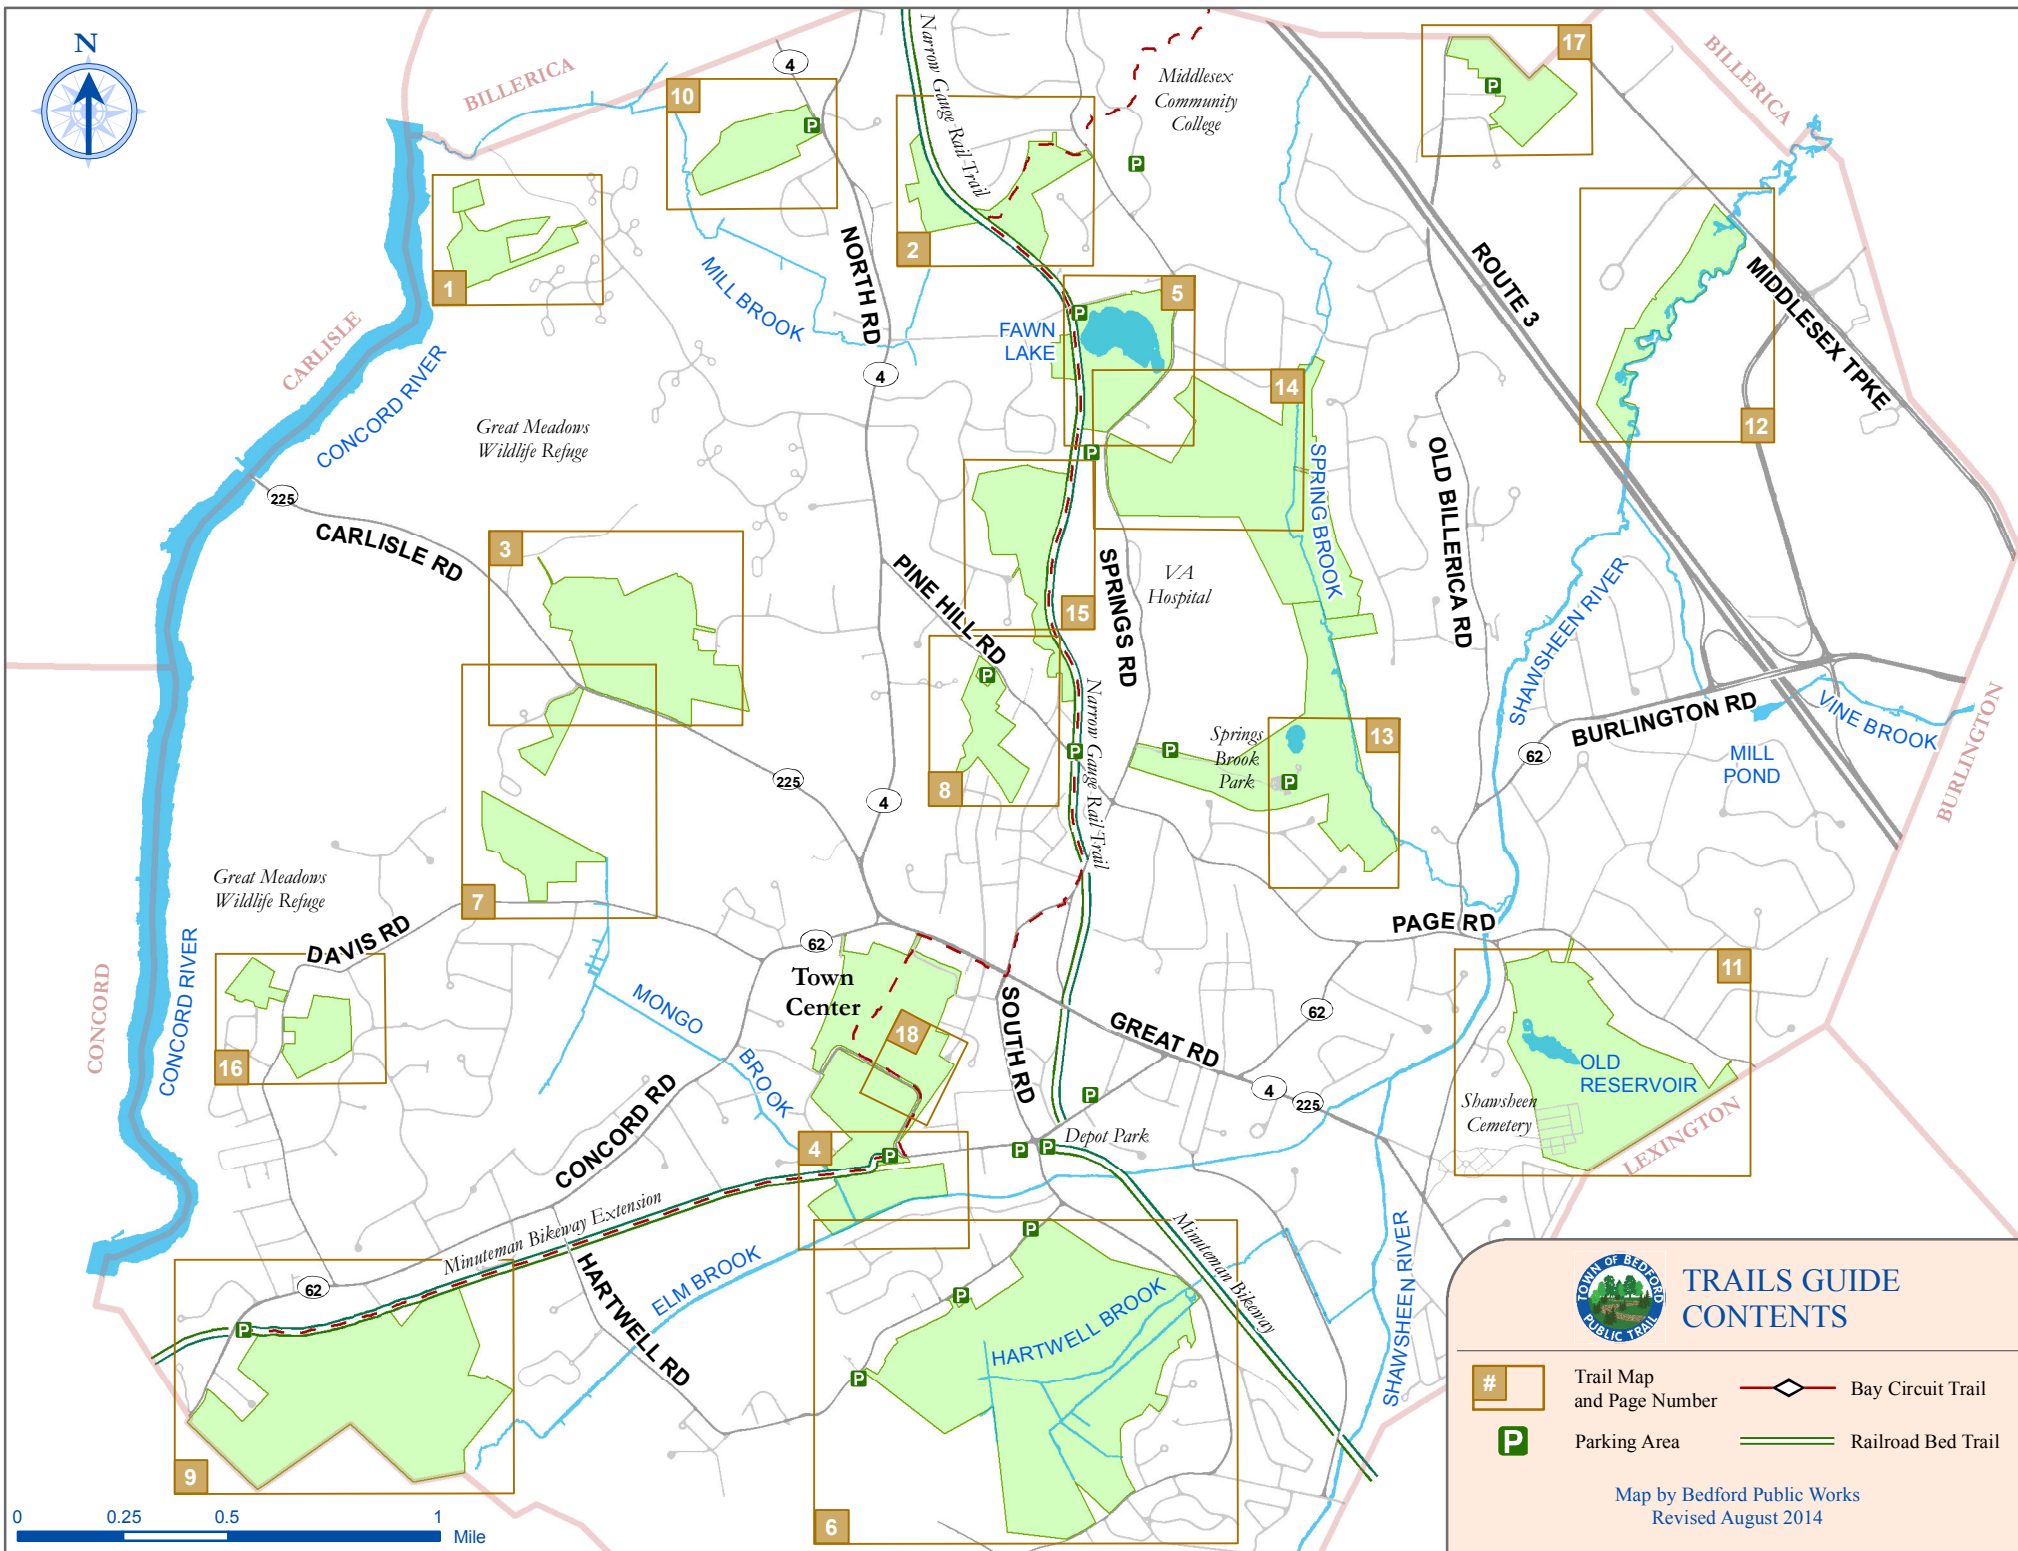 N
BILLERICA
4
10
Narrow Gauge Rail Trail
Middlesex
Community
College
17
BILLERICA
1
2
NORTH RD
MILL BROOK
CARLISLE
CONCORD RIVER
FAWN
LAKE
5
ROUTE 3
MIDDLESEX TPKE
4
14
12
Great Meadows
Wildlife Refuge
225
CARLISLE RD
3
SPRING BROOK
OLD BILLERICA RD
PINE HILL RD
15
SPRINGS RD
VA
Hospital
SHAWSHEEN RIVER
Narrow Gauge Rail Trail
BURLINGTON RD
VINE BROOK
BURLINGTON
MILL
POND
62
Springs
Brook
Park
13
8
225
4
Great Meadows
Wildlife Refuge
7
DAVIS RD
62
Town
Center
PAGE RD
11
CONCORD
CONCORD RIVER
16
MONGO
BROOK
18
SOUTH RD
GREAT RD
62
4
225
OLD
RESERVOIR
Shawsheen
Cemetery
LEXINGTON
CONCORD RD
4
Depot Park
Minuteman Bikeway Extension
62
HARTWELL RD
ELM BROOK
Minuteman Bikeway
HARTWELL BROOK
SHAWSHEEN RIVER
9
6
0
0.25
0.5
1
Mile
TOWN OF BEDFORD
PUBLIC TRAIL
TRAILS GUIDE
CONTENTS
#
Trail Map
and Page Number
Bay Circuit Trail
P
Parking Area
Railroad Bed Trail
Map by Bedford Public Works
Revised August 2014